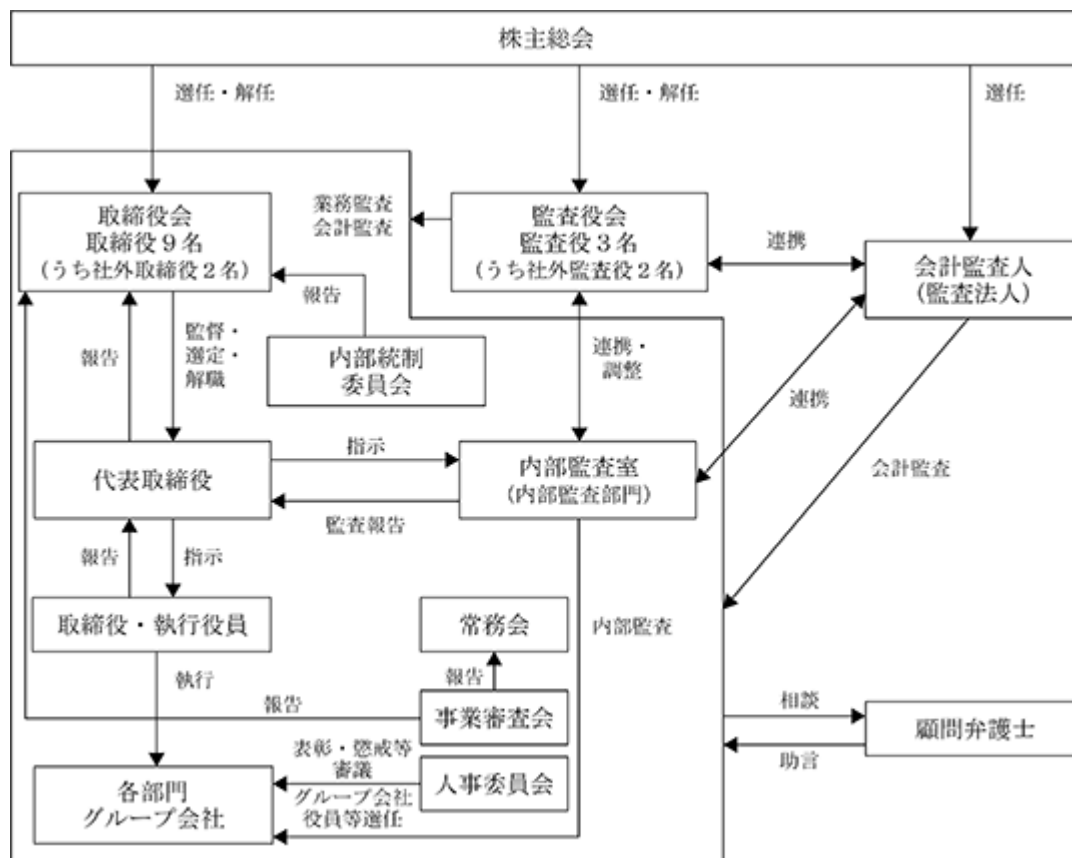 株主総会
選任・解任
選任・解任
選任
取締役会
取締役9名
(うち社外取締役2名)
業務監査
会計監査
監査役会
監査役3名
(うち社外監査役2名)
連携
会計監査人
(監査法人)
報告
監督・
選定・
解職
報告
内部統制
委員会
連携・
調整
連携
会計監査
代表取締役
指示
監査報告
内部監査室
(内部監査部門)
報告
指示
取締役・執行役員
常務会
内部監査
執行
報告
報告
事業審査会
相談
顧問弁護士
助言
表彰・懲戒等
審議
人事委員会
各部門
グループ会社
グループ会社
役員等選任